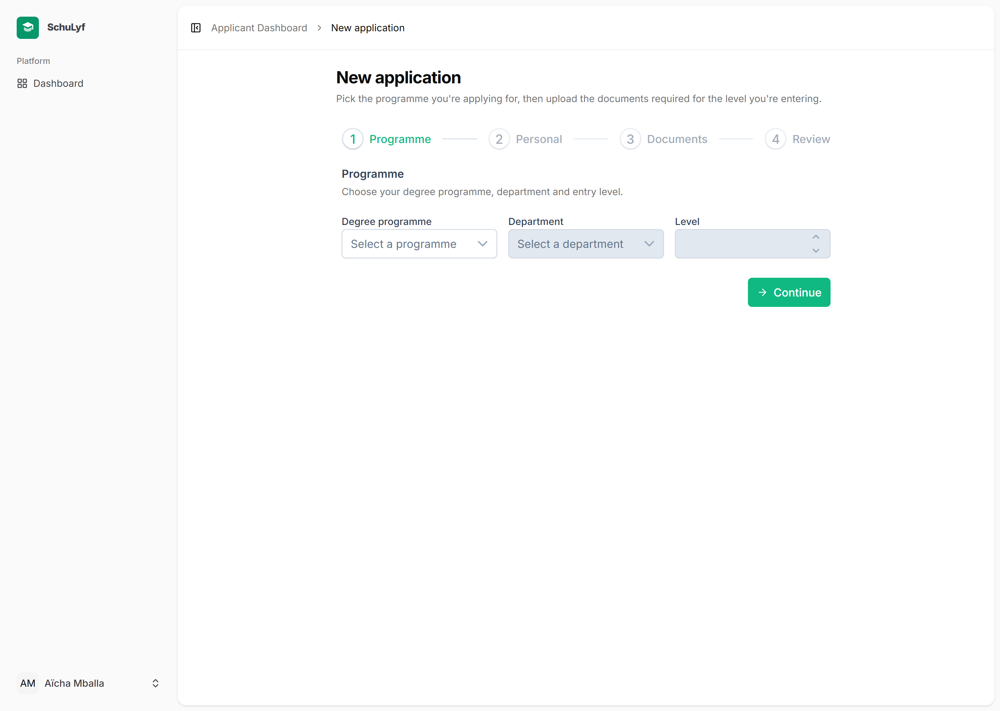 SchuLyf
Platform
Dashboard
Applicant Dashboard > New application
New application
Pick the programme you're applying for, then upload the documents required for the level you're entering.
1 Programme 2 Personal 3 Documents 4 Review
Programme
Choose your degree programme, department and entry level.
Degree programme Department Level
Select a programme Select a department
Continue
AM Aïcha Mballa